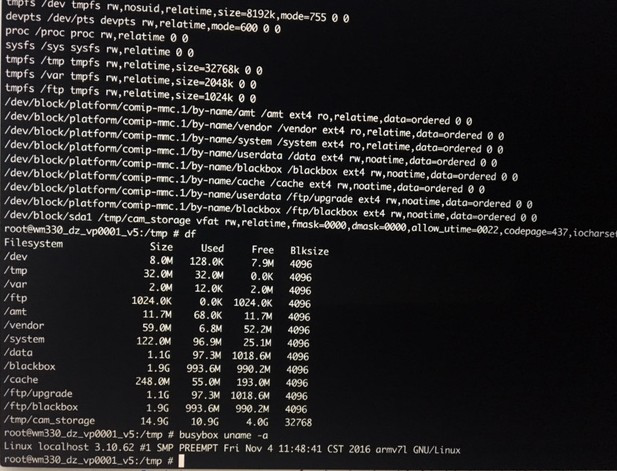 tmpfs /dev tmpfs rw,nosuid,relatime,size=8192k,mode=755 0 0
devpts /dev/pts devpts rw,relatime,mode=600 0 0
proc /proc proc rw,relatime 0 0
sysfs /sys sysfs rw,relatime 0 0
tmpfs /tmp tmpfs rw,relatime,size=32768k 0 0
tmpfs /var tmpfs rw,relatime,size=2048k 0 0
tmpfs /ftp tmpfs rw,relatime,size=1024k 0 0
/dev/block/platform/comip-mmc.1/by-name/amt /amt ext4 ro,relatime,data=ordered 0 0
/dev/block/platform/comip-mmc.1/by-name/vendor /vendor ext4 ro,relatime,data=ordered 0 0
/dev/block/platform/comip-mmc.1/by-name/system /system ext4 ro,relatime,data=ordered 0 0
/dev/block/platform/comip-mmc.1/by-name/userdata /data ext4 rw,noatime,data=ordered 0 0
/dev/block/platform/comip-mmc.1/by-name/blackbox /blackbox ext4 rw,noatime,data=ordered 0 0
/dev/block/platform/comip-mmc.1/by-name/cache /cache ext4 rw,noatime,data=ordered 0 0
/dev/block/platform/comip-mmc.1/by-name/userdata /ftp/upgrade ext4 rw,noatime,data=ordered 0 0
/dev/block/platform/comip-mmc.1/by-name/blackbox /ftp/blackbox ext4 rw,noatime,data=ordered 0 0
/dev/block/sda1 /tmp/cam_storage vfat rw,relatime,fmask=0000,dmask=0000,allow_utime=0022,codepage=437,iocharset
root@wm330_dz_vp0001_v5:/tmp # df
Filesystem Size Used Free Blksize
/dev 8.0M 128.0K 7.9M 4096
/tmp 32.0M 32.0M 0.0K 4096
/var 2.0M 12.0K 2.0M 4096
/ftp 1024.0K 0.0K 1024.0K 4096
/amt 11.7M 68.0K 11.7M 4096
/vendor 59.0M 6.8M 52.2M 4096
/system 122.0M 96.9M 25.1M 4096
/data 1.1G 97.3M 1018.6M 4096
/blackbox 1.9G 993.6M 990.2M 4096
/cache 248.0M 55.0M 193.0M 4096
/ftp/upgrade 1.1G 97.3M 1018.6M 4096
/ftp/blackbox 1.9G 993.6M 990.2M 4096
/tmp/cam_storage 14.9G 10.9G 4.0G 32768
root@wm330_dz_vp0001_v5:/tmp # busybox uname -a
Linux localhost 3.10.62 #1 SMP PREEMPT Fri Nov 4 11:48:41 CST 2016 armv7l GNU/Linux
root@wm330_dz_vp0001_v5:/tmp #